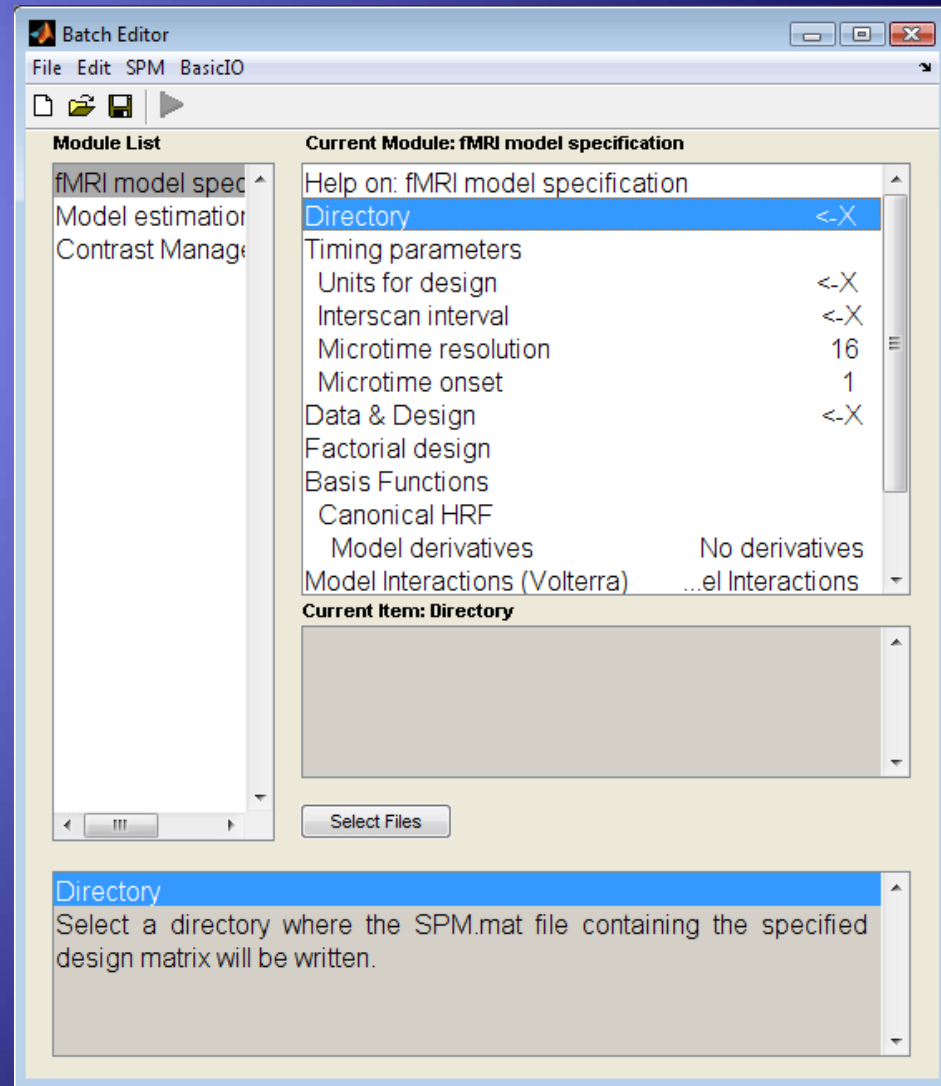 Batch Editor
File Edit SPM BasicIO
Module List
Current Module: fMRI model specification
fMRI model spec
Model estimation
Contrast Manage
Help on: fMRI model specification
Directory <-X
Timing parameters
Units for design <-X
Interscan interval <-X
Microtime resolution 16
Microtime onset 1
Data & Design <-X
Factorial design
Basis Functions
Canonical HRF
Model derivatives No derivatives
Model Interactions (Volterra) ...el Interactions
Current Item: Directory
Select Files
Directory
Select a directory where the SPM.mat file containing the specified
design matrix will be written.